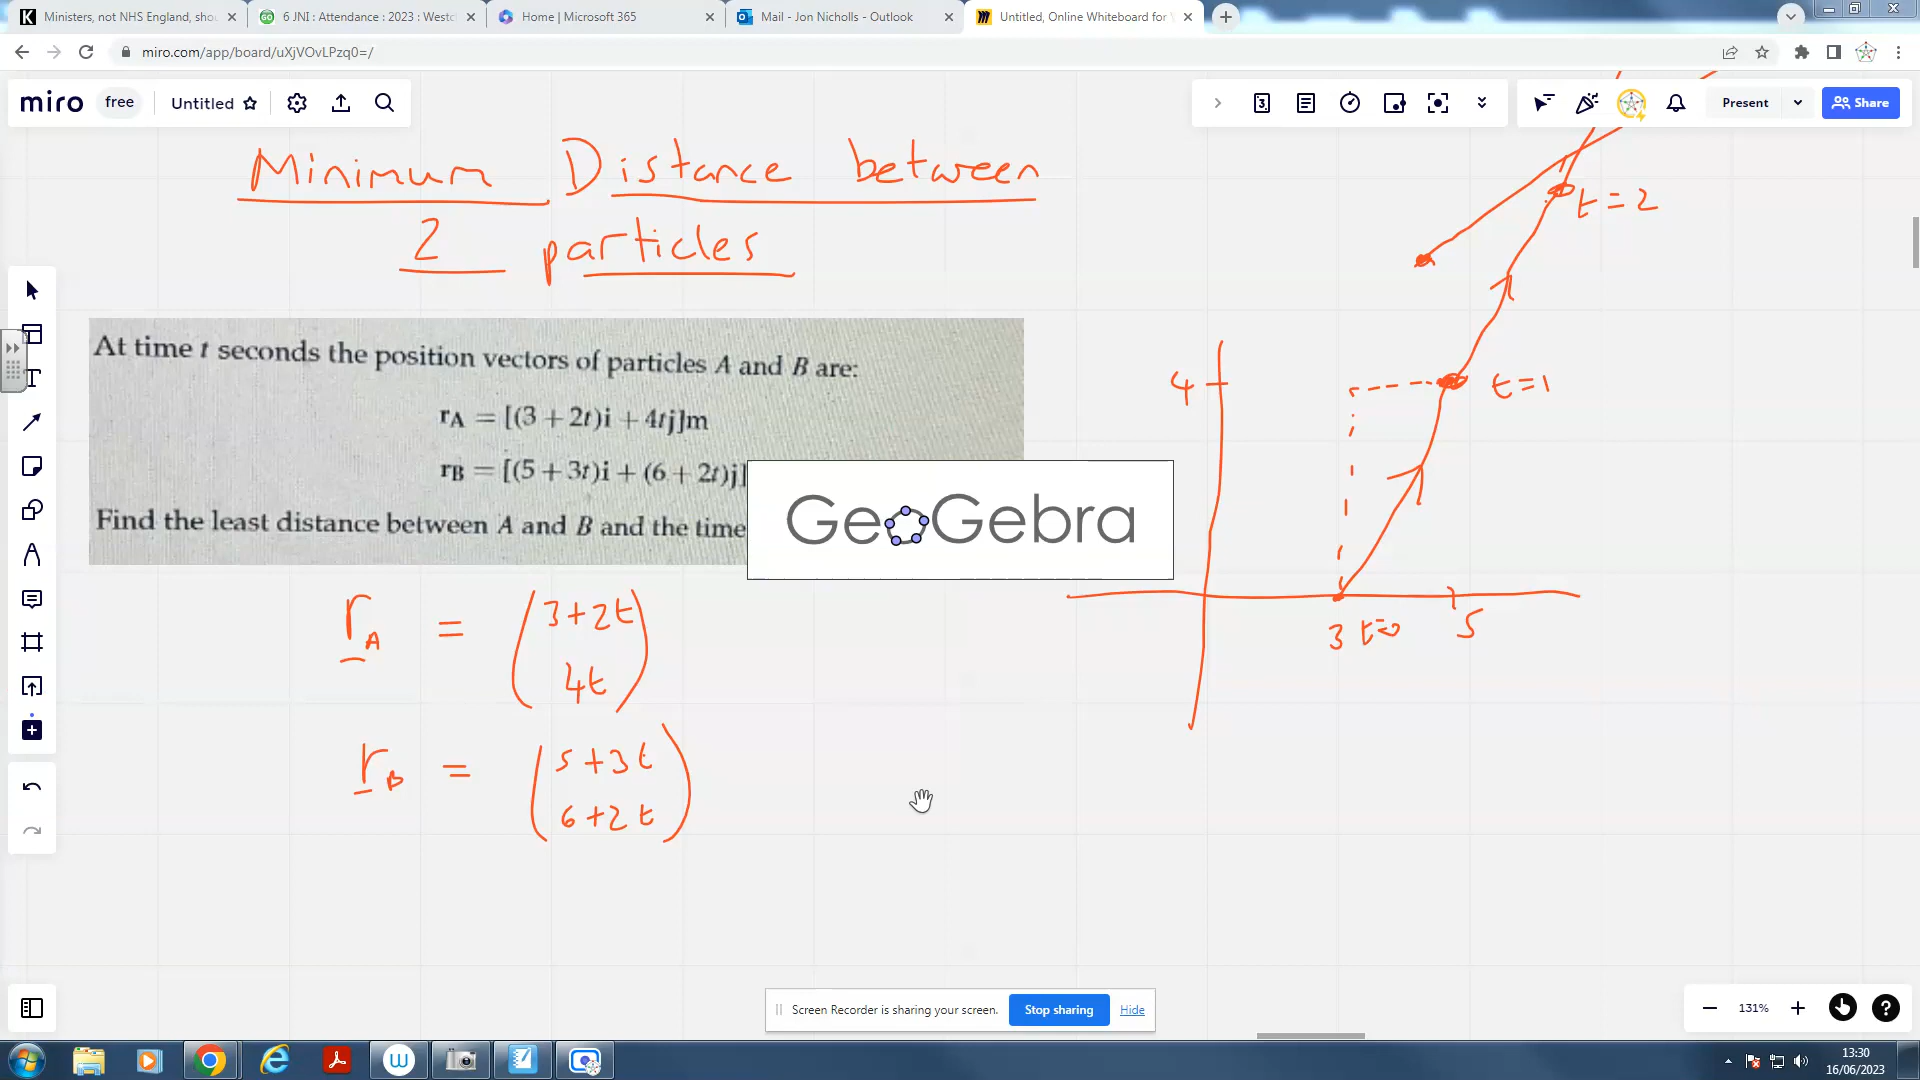 Ministers, not NHS England, shou
6 JNI : Attendance : 2023 : Westc
Home | Microsoft 365
Mail - Jon Nicholls - Outlook
Untitled, Online Whiteboard for
miro.com/app/board/uXjVOvLPzq0=/
miro
free
Untitled
Present
Share
Minimum Distance between
2 particles
At time t seconds the position vectors of particles A and B are:
rA = [(3 + 2t)i + 4tj]m
rB = [(5 + 3t)i + (6 + 2t)j]
Find the least distance between A and B and the time
GeoGebra
t = 2
4
t = 1
3 t=0
5
r_A = (3+2t
4t)
r_B = (5+3t
6+2t)
Screen Recorder is sharing your screen.
Stop sharing
Hide
131%
13:30
16/06/2023